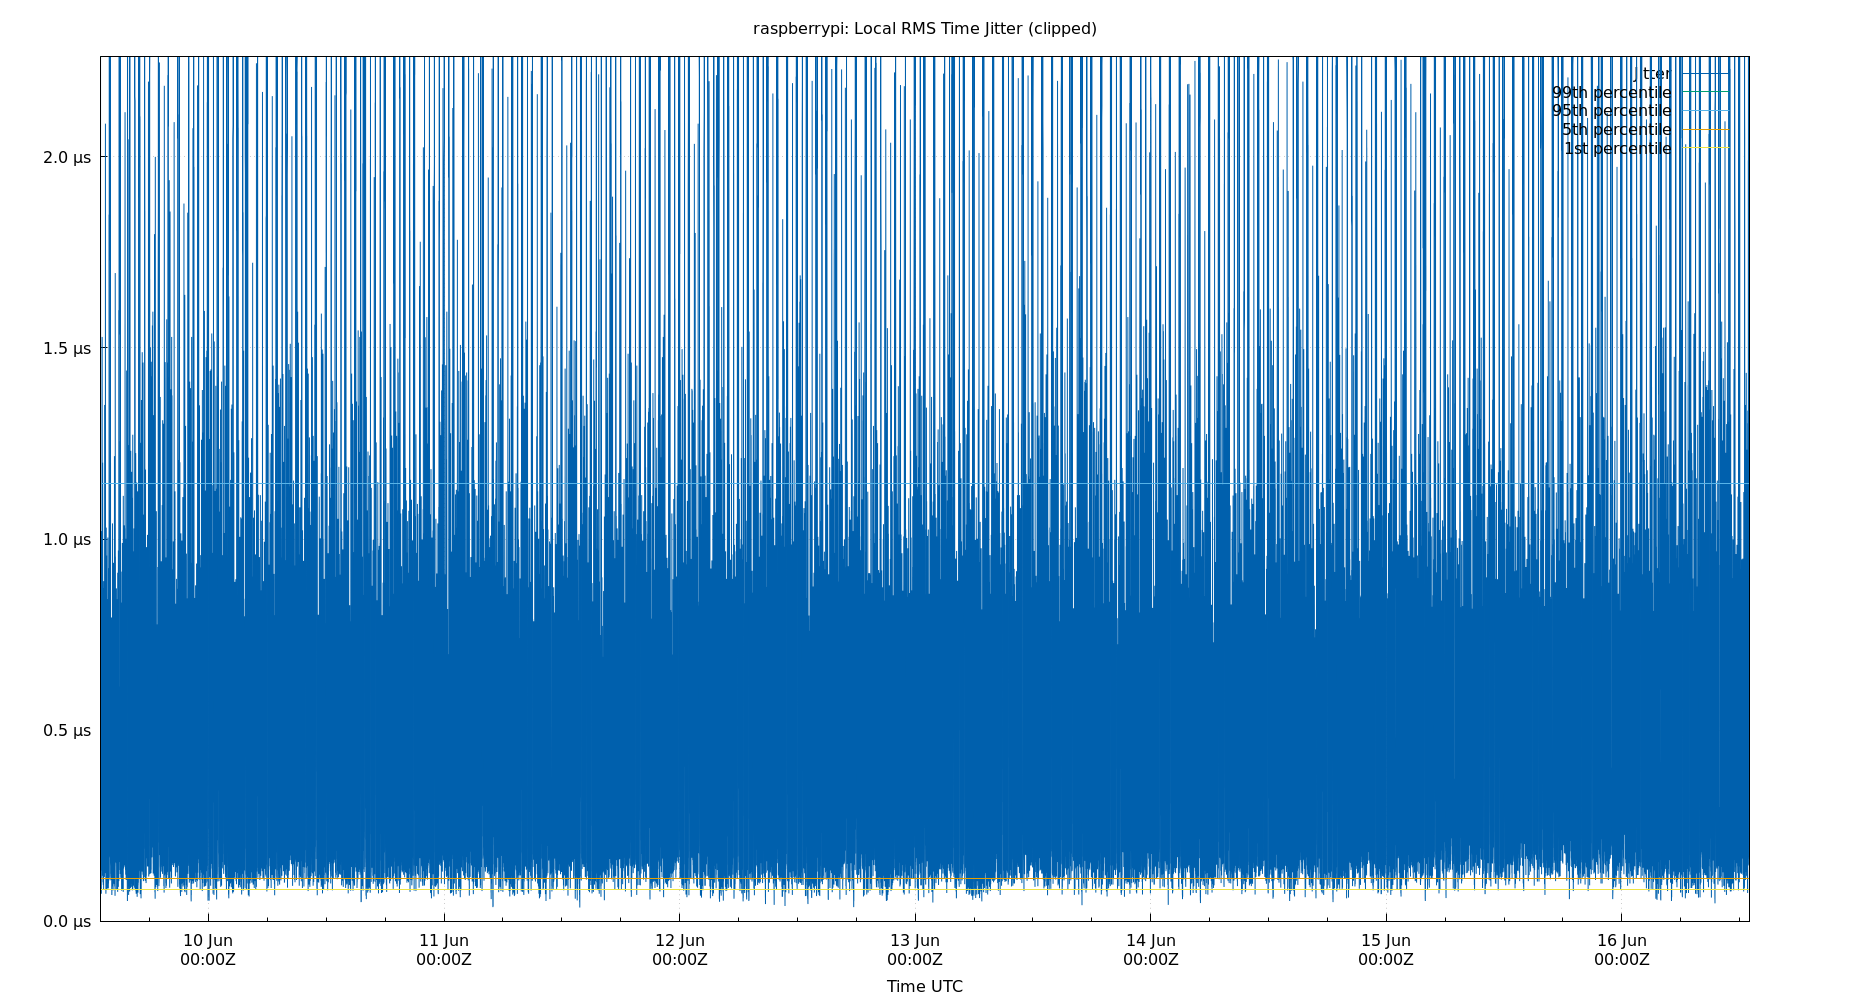 raspberrypi: Local RMS Time Jitter (clipped)
jitter
99th percentile
95th percentile
5th percentile
1st percentile
2.0 µs
1.5 µs
1.0 µs
0.5 µs
0.0 µs
10 Jun 11 Jun 12 Jun 13 Jun 14 Jun 15 Jun 16 Jun
00:00Z 00:00Z 00:00Z 00:00Z 00:00Z 00:00Z 00:00Z
Time UTC